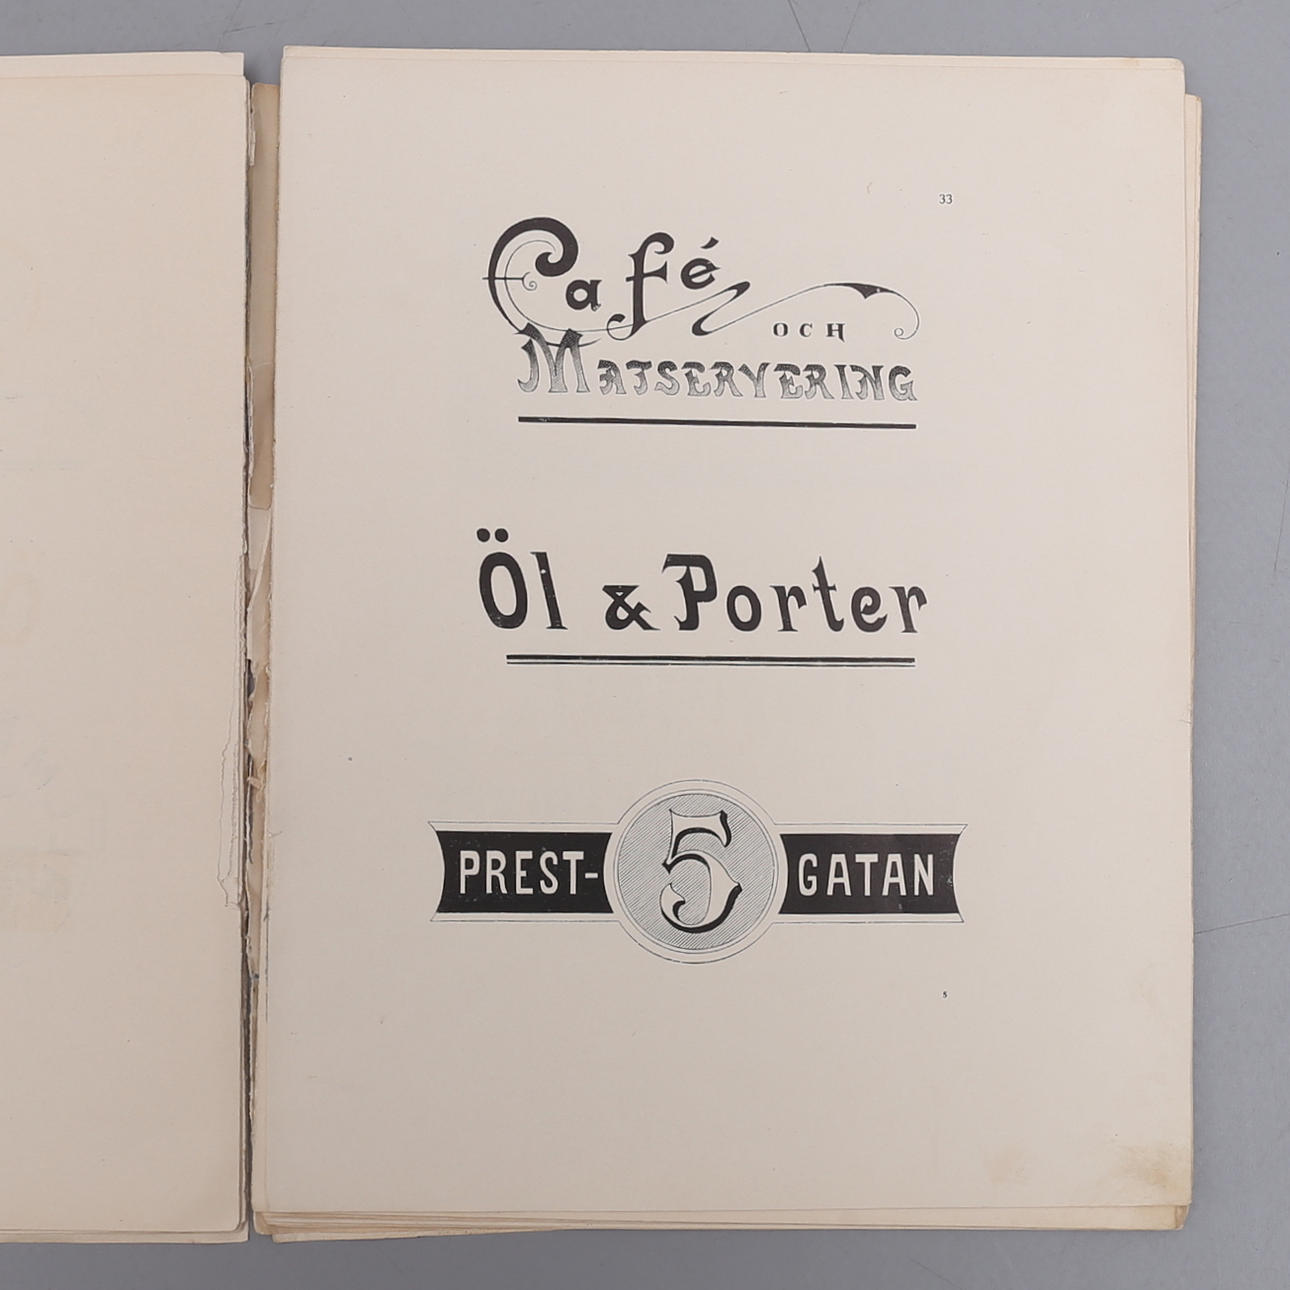 33
Café
OCH
MATSERVERING
Öl & Porter
PREST- 5 GATAN
5